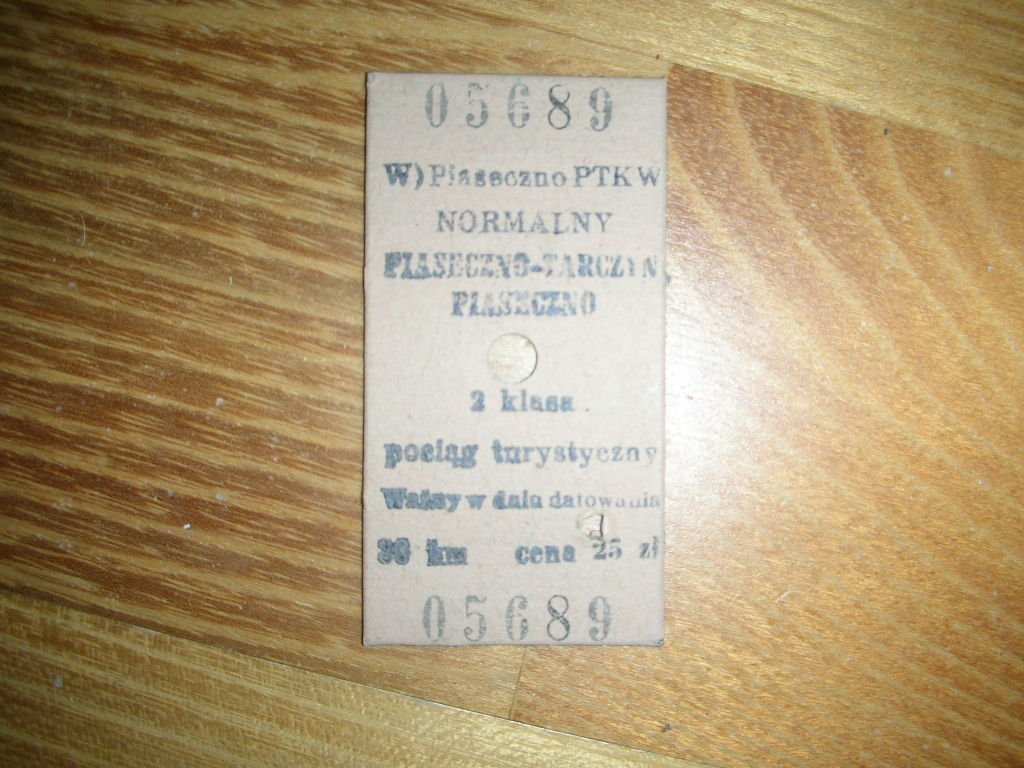 05689
W) Piaseczno PTKW
NORMALNY
PIASECZNO-TARCZYN,
PIASECZNO
2 klasa
pociąg turystyczny
Ważny w dniu datowania
30 km cena 25 zł
05689